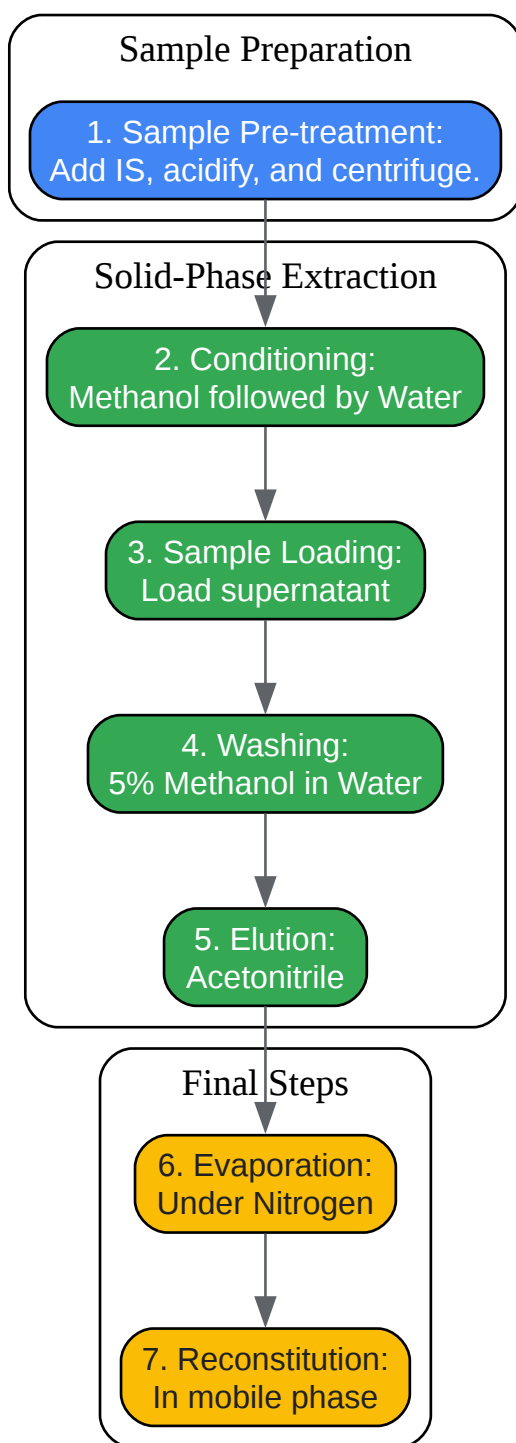 Sample Preparation
1. Sample Pre-treatment:
Add IS, acidify, and centrifuge.
Solid-Phase Extraction
2. Conditioning:
Methanol followed by Water
3. Sample Loading:
Load supernatant
4. Washing:
5% Methanol in Water
5. Elution:
Acetonitrile
Final Steps
6. Evaporation:
Under Nitrogen
7. Reconstitution:
In mobile phase